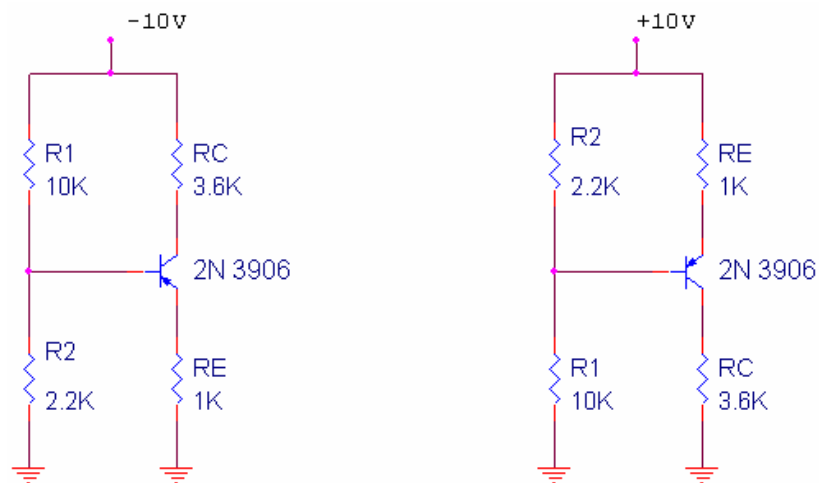 -10V
R1
10K
RC
3.6K
2N 3906
R2
2.2K
RE
1K
+10V
R2
2.2K
RE
1K
2N 3906
R1
10K
RC
3.6K